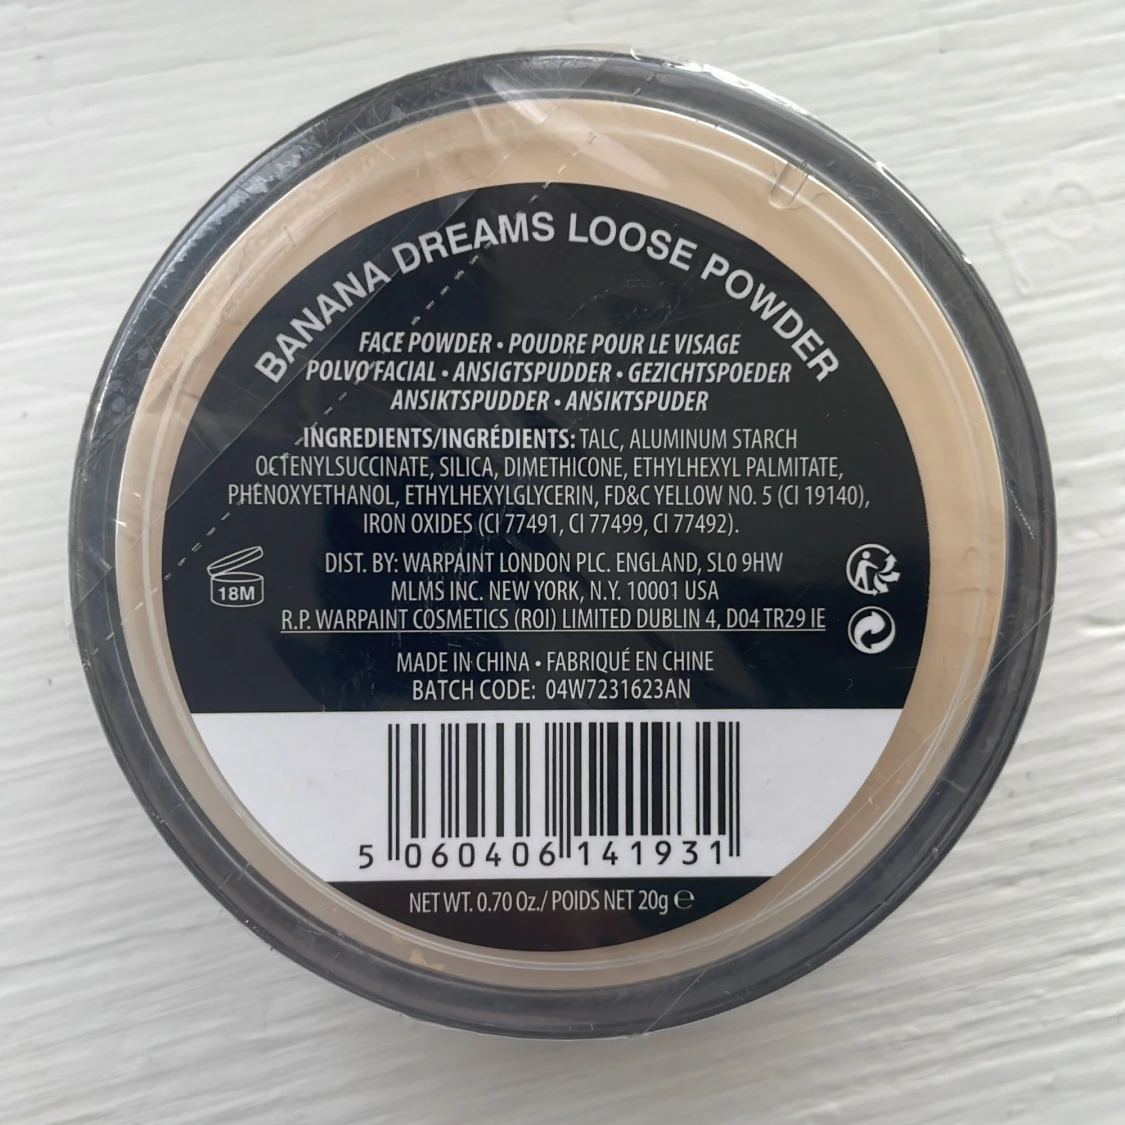 BANANA DREAMS LOOSE POWDER
FACE POWDER • POUDRE POUR LE VISAGE
POLVO FACIAL • ANSIGTSPUDDER • GEZICHTSPOEDER
ANSIKTSPUDDER • ANSIKTSPUDER
INGREDIENTS/INGRÉDIENTS: TALC, ALUMINUM STARCH
OCTENYLSUCCINATE, SILICA, DIMETHICONE, ETHYLHEXYL PALMITATE,
PHENOXYETHANOL, ETHYLHEXYLGLYCERIN, FD&C YELLOW NO. 5 (CI 19140),
IRON OXIDES (CI 77491, CI 77499, CI 77492).
DIST. BY: WARPAINT LONDON PLC. ENGLAND, SL0 9HW
MLMS INC. NEW YORK, N.Y. 10001 USA
18M
R.P. WARPAINT COSMETICS (ROI) LIMITED DUBLIN 4, D04 TR29 IE
MADE IN CHINA • FABRIQUÉ EN CHINE
BATCH CODE: 04W7231623AN
5 060406 141931
NET WT. 0.70 Oz./ POIDS NET 20g ℮